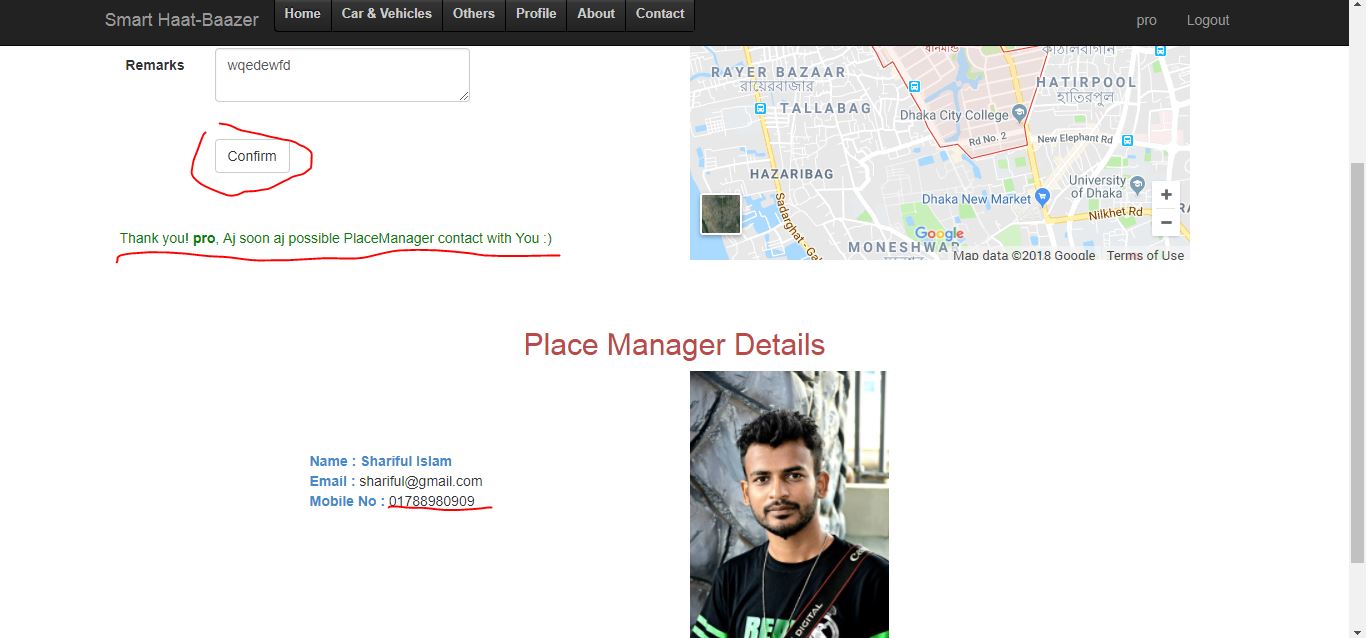 Smart Haat-Baazer Home Car & Vehicles Others Profile About Contact pro Logout
Remarks wqedewfd
Confirm
Thank you! pro, Aj soon aj possible PlaceManager contact with You :)
RAYER BAZAAR
রায়েরবাজার
TALLABAG
HATIRPOOL
হাতিরপুল
Dhaka City College
Rd No. 2
New Elephant Rd
HAZARIBAG
University
of Dhaka
Dhaka New Market
Nilkhet Rd
Sadarghat - Ga
MONESHWAR
Google
Map data ©2018 Google Terms of Use
+
−
Place Manager Details
Name : Shariful Islam
Email : shariful@gmail.com
Mobile No : 01788980909
DIGITAL